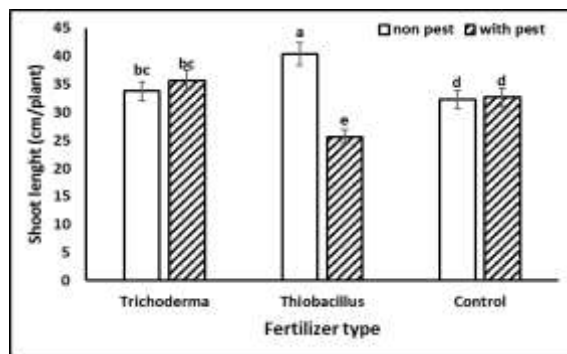 45
40
35
30
25
20
15
10
5
0
Shoot lenght (cm/plant)
non pest with pest
bc bc a e d d
Trichoderma Thiobacillus Control
Fertilizer type